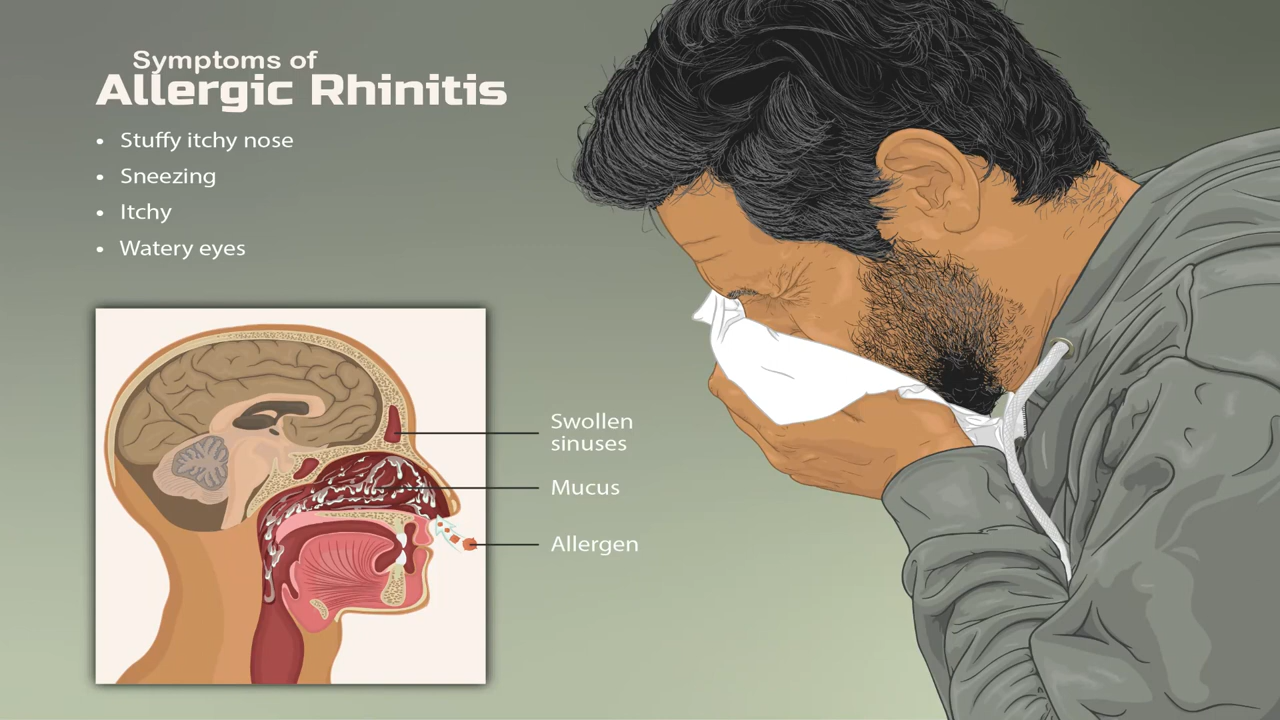 Symptoms of
Allergic Rhinitis
• Stuffy itchy nose
• Sneezing
• Itchy
• Watery eyes
Swollen
sinuses
Mucus
Allergen